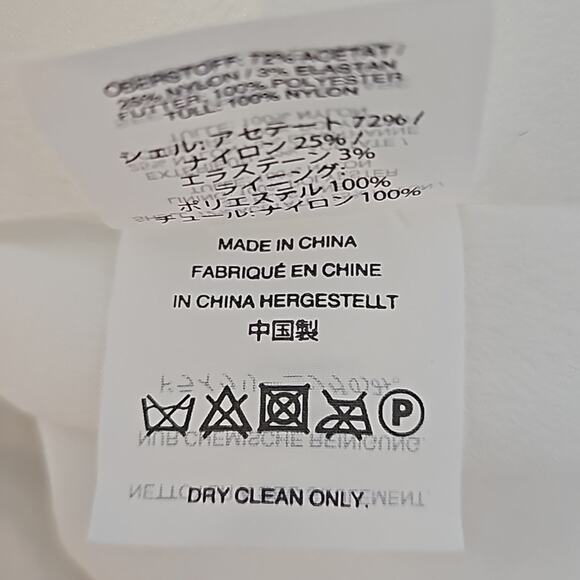 OBERSTOFF: 72% ACETAT /
25% NYLON / 3% ELASTAN
FUTTER: 100% POLYESTER
TÜLL: 100% NYLON
シェル: アセテート 72% /
ナイロン 25% /
エラステーン 3%
ライニング:
ポリエステル 100%
チュール: ナイロン 100%
MADE IN CHINA
FABRIQUÉ EN CHINE
IN CHINA HERGESTELLT
中国製
P
DRY CLEAN ONLY.